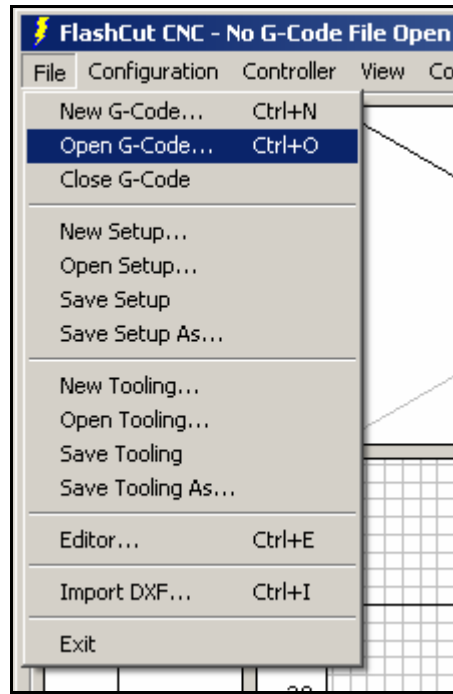 FlashCut CNC - No G-Code File Open
File Configuration Controller View Co
New G-Code... Ctrl+N
Open G-Code... Ctrl+O
Close G-Code
New Setup...
Open Setup...
Save Setup
Save Setup As...
New Tooling...
Open Tooling...
Save Tooling
Save Tooling As...
Editor... Ctrl+E
Import DXF... Ctrl+I
Exit